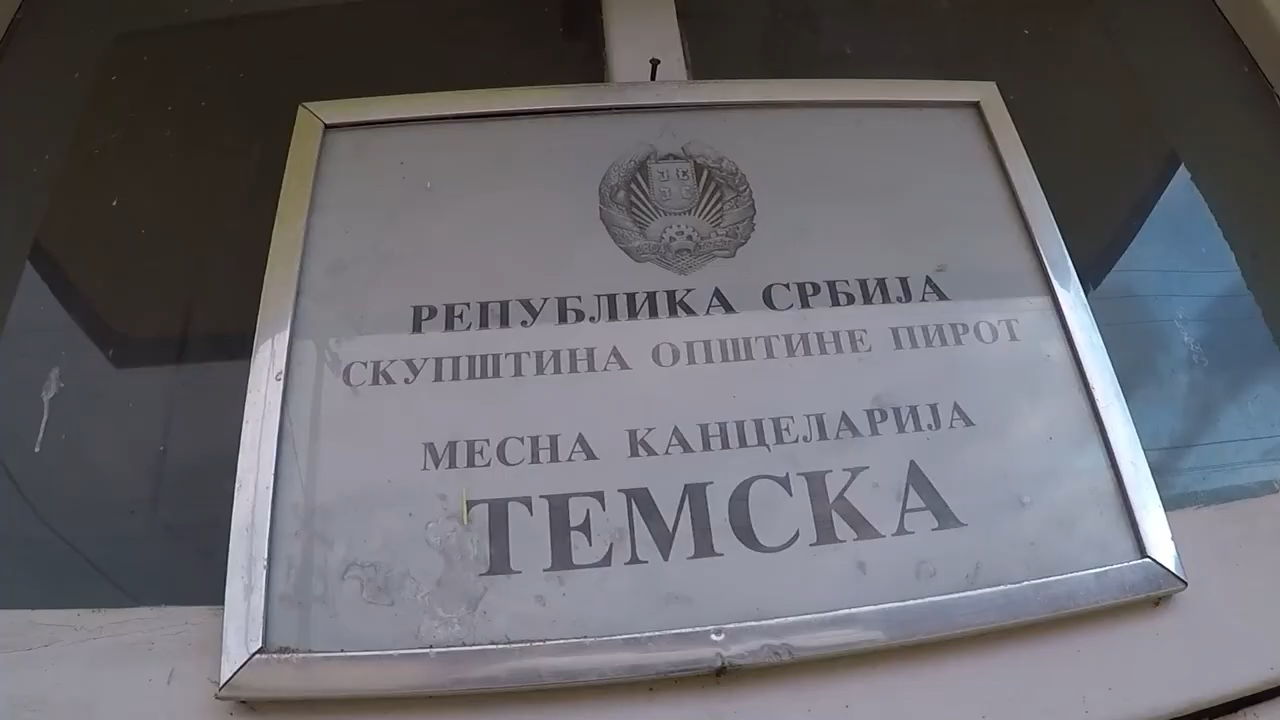 РЕПУБЛИКА СРБИЈА
СКУПШТИНА ОПШТИНЕ ПИРОТ
МЕСНА КАНЦЕЛАРИЈА
ТЕМСКА